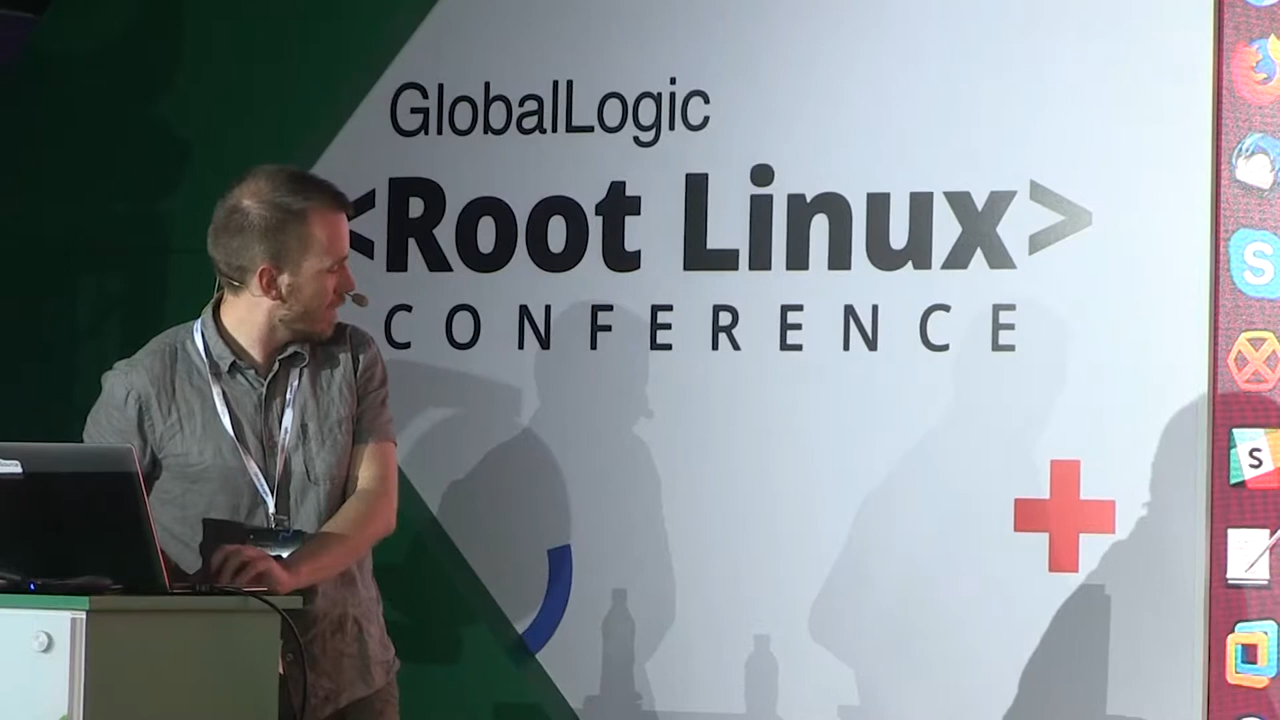 GlobalLogic
<Root Linux>
CONFERENCE
S
S